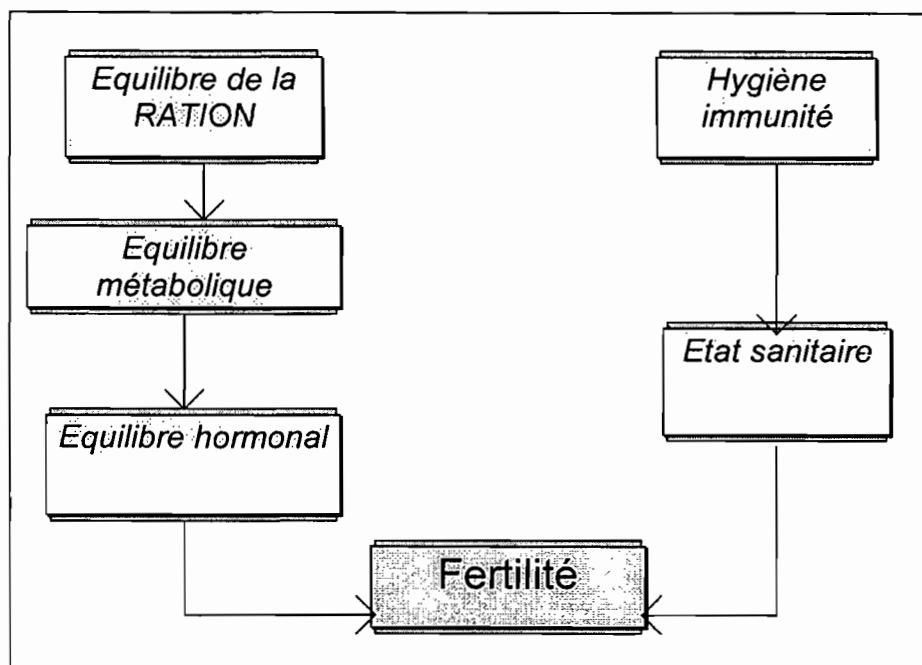 Equilibre de la
RATION
Hygiène
immunité
Equilibre
métabolique
Etat sanitaire
Equilibre hormonal
Fertilité